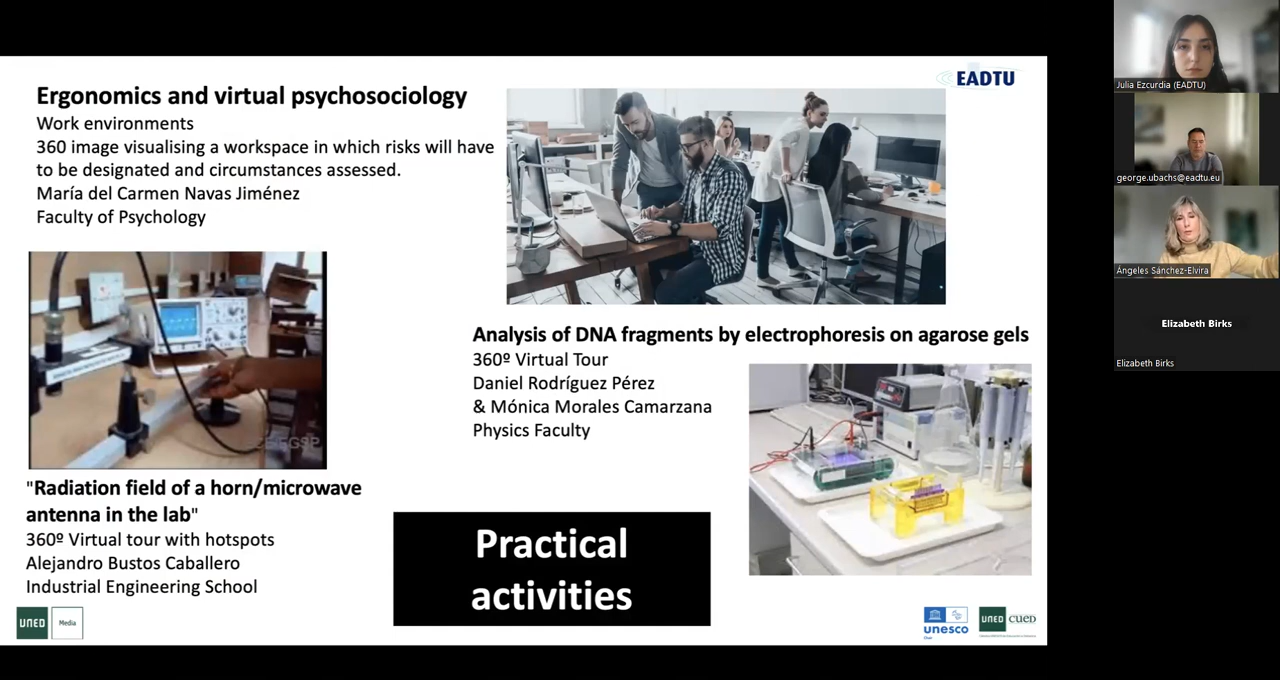 EADTU
Ergonomics and virtual psychosociology
Work environments
360 image visualising a workspace in which risks will have
to be designated and circumstances assessed.
María del Carmen Navas Jiménez
Faculty of Psychology
Analysis of DNA fragments by electrophoresis on agarose gels
360º Virtual Tour
Daniel Rodríguez Pérez
& Mónica Morales Camarzana
Physics Faculty
"Radiation field of a horn/microwave
antenna in the lab"
360º Virtual tour with hotspots
Alejandro Bustos Caballero
Industrial Engineering School
Practical
activities
UNED
Media
unesco
Chair
UNED
CUED
Julia Ezcurdia (EADTU)
george.ubachs@eadtu.eu
Ángeles Sánchez-Elvira
Elizabeth Birks
Elizabeth Birks